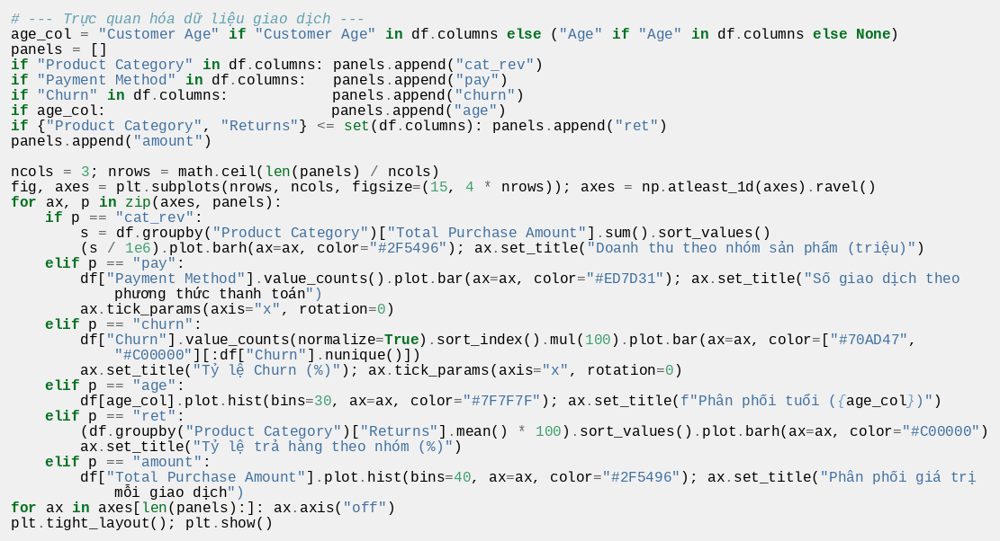 # --- Trực quan hóa dữ liệu giao dịch ---
age_col = "Customer Age" if "Customer Age" in df.columns else ("Age" if "Age" in df.columns else None)
panels = []
if "Product Category" in df.columns: panels.append("cat_rev")
if "Payment Method" in df.columns:   panels.append("pay")
if "Churn" in df.columns:            panels.append("churn")
if age_col:                          panels.append("age")
if {"Product Category", "Returns"} <= set(df.columns): panels.append("ret")
panels.append("amount")

ncols = 3; nrows = math.ceil(len(panels) / ncols)
fig, axes = plt.subplots(nrows, ncols, figsize=(15, 4 * nrows)); axes = np.atleast_1d(axes).ravel()
for ax, p in zip(axes, panels):
    if p == "cat_rev":
        s = df.groupby("Product Category")["Total Purchase Amount"].sum().sort_values()
        (s / 1e6).plot.barh(ax=ax, color="#2F5496"); ax.set_title("Doanh thu theo nhóm sản phẩm (triệu)")
    elif p == "pay":
        df["Payment Method"].value_counts().plot.bar(ax=ax, color="#ED7D31"); ax.set_title("Số giao dịch theo
            phương thức thanh toán")
        ax.tick_params(axis="x", rotation=0)
    elif p == "churn":
        df["Churn"].value_counts(normalize=True).sort_index().mul(100).plot.bar(ax=ax, color=["#70AD47",
            "#C00000"][:df["Churn"].nunique()])
        ax.set_title("Tỷ lệ Churn (%)"); ax.tick_params(axis="x", rotation=0)
    elif p == "age":
        df[age_col].plot.hist(bins=30, ax=ax, color="#7F7F7F"); ax.set_title(f"Phân phối tuổi ({age_col})")
    elif p == "ret":
        (df.groupby("Product Category")["Returns"].mean() * 100).sort_values().plot.barh(ax=ax, color="#C00000")
        ax.set_title("Tỷ lệ trả hàng theo nhóm (%)")
    elif p == "amount":
        df["Total Purchase Amount"].plot.hist(bins=40, ax=ax, color="#2F5496"); ax.set_title("Phân phối giá trị
            mỗi giao dịch")
for ax in axes[len(panels):]: ax.axis("off")
plt.tight_layout(); plt.show()